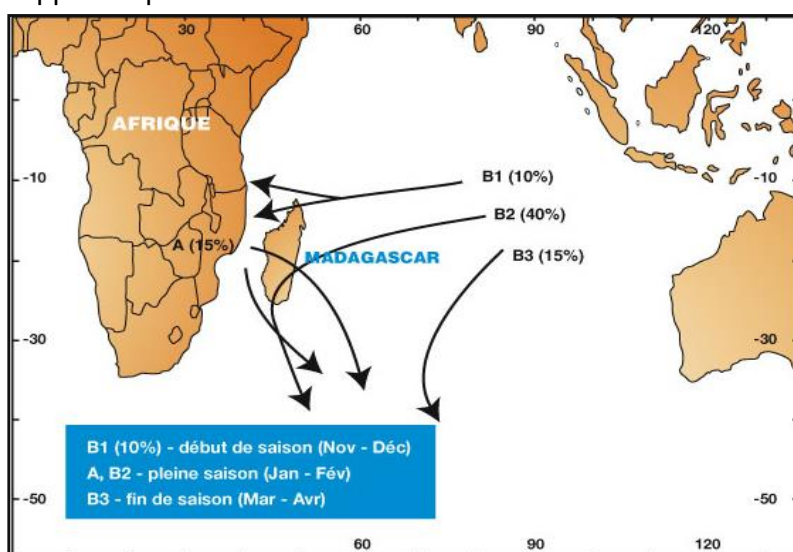 30 60 90 120
AFRIQUE
-10 -10
B1 (10%)
B2 (40%)
A (15%)
MADAGASCAR
B3 (15%)
-30 -30
B1 (10%) - début de saison (Nov - Déc)
A, B2 - pleine saison (Jan - Fév)
B3 - fin de saison (Mar - Avr)
-50 -50
60 90 120